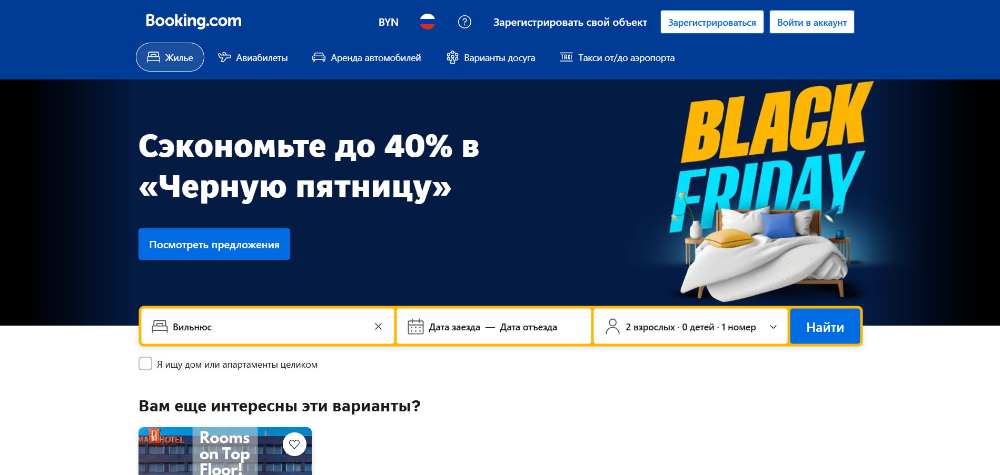 Booking.com
BYN
Зарегистрировать свой объект
Зарегистрироваться
Войти в аккаунт
Жилье
Авиабилеты
Аренда автомобилей
Варианты досуга
TAXI
Такси от/до аэропорта
Сэкономьте до 40% в
«Черную пятницу»
BLACK
FRIDAY
Посмотреть предложения
Вильнюс
Дата заезда — Дата отъезда
2 взрослых · 0 детей · 1 номер
Найти
Я ищу дом или апартаменты целиком
Вам еще интересны эти варианты?
HOTEL
Rooms
on Top
Floor!